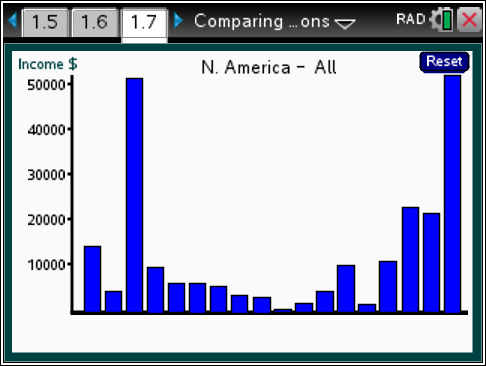 1.5 1.6 1.7 Comparing ...ons RAD
Income $ N. America - All Reset
50000
40000
30000
20000
10000